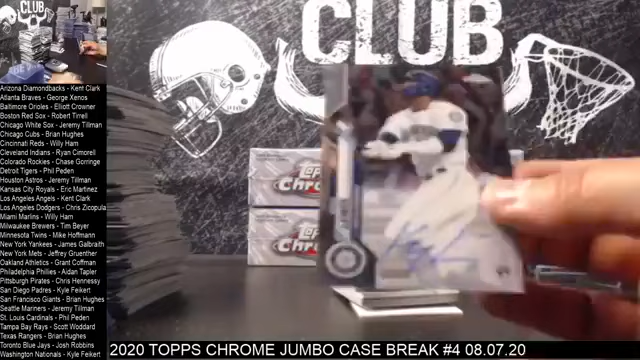 CLUB
CLUB
Arizona Diamondbacks - Kent Clark
Atlanta Braves - George Xenos
Baltimore Orioles - Elliott Crowner
Boston Red Sox - Robert Tirrell
Chicago White Sox - Jeremy Tillman
Chicago Cubs - Brian Hughes
Cincinnati Reds - Willy Ham
Cleveland Indians - Ryan Cimorell
Colorado Rockies - Chase Gorringe
Detroit Tigers - Phil Peden
Houston Astros - Jeremy Tillman
Kansas City Royals - Eric Martinez
Los Angeles Angels - Kent Clark
Los Angeles Dodgers - Chris Zicopula
Miami Marlins - Willy Ham
Milwaukee Brewers - Tim Beyer
Minnesota Twins - Mike Hoffmann
New York Yankees - James Galbraith
New York Mets - Jeffrey Gruenther
Oakland Athletics - Grant Coffman
Philadelphia Phillies - Aidan Tapler
Pittsburgh Pirates - Chris Hennessy
San Diego Padres - Kyle Feikert
San Francisco Giants - Brian Hughes
Seattle Mariners - Jeremy Tillman
St. Louis Cardinals - Phil Peden
Tampa Bay Rays - Scott Woddard
Texas Rangers - Brian Hughes
Toronto Blue Jays - Josh Robbins
Washington Nationals - Kyle Feikert
2020 TOPPS CHROME JUMBO CASE BREAK #4 08.07.20